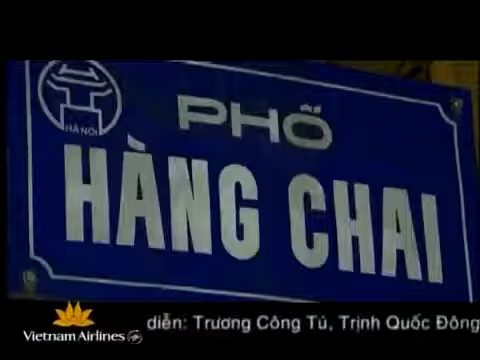 HÀ NỘI
PHỐ
HÀNG CHAI
Vietnam Airlines
diễn: Trương Công Tú, Trịnh Quốc Đông